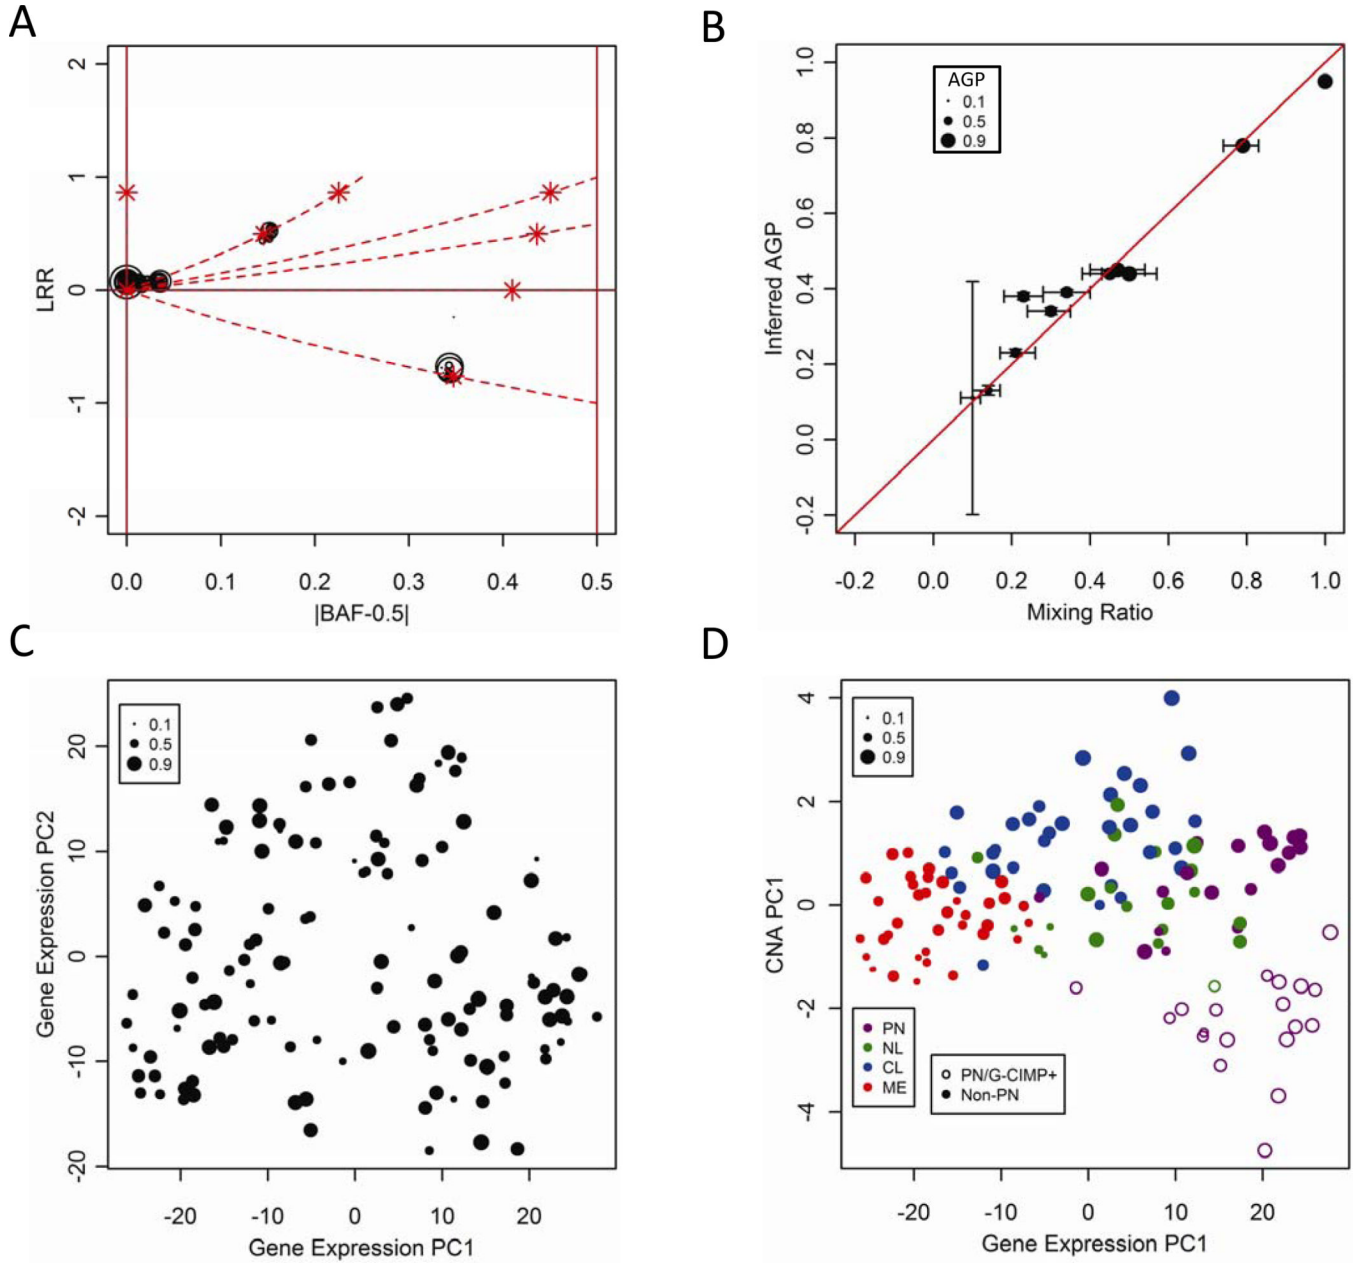 A
2
1
0
-1
-2
LRR
0.0 0.1 0.2 0.3 0.4 0.5
|BAF-0.5|
B
1.0
0.8
0.6
0.4
0.2
0.0
-0.2
Inferred AGP
AGP
0.1
0.5
0.9
-0.2 0.0 0.2 0.4 0.6 0.8 1.0
Mixing Ratio
C
20
10
0
-10
-20
Gene Expression PC2
0.1
0.5
0.9
-20 -10 0 10 20
Gene Expression PC1
D
4
2
0
-2
-4
CNA PC1
0.1
0.5
0.9
PN
NL
CL
ME
PN/G-CIMP+
Non-PN
-20 -10 0 10 20
Gene Expression PC1